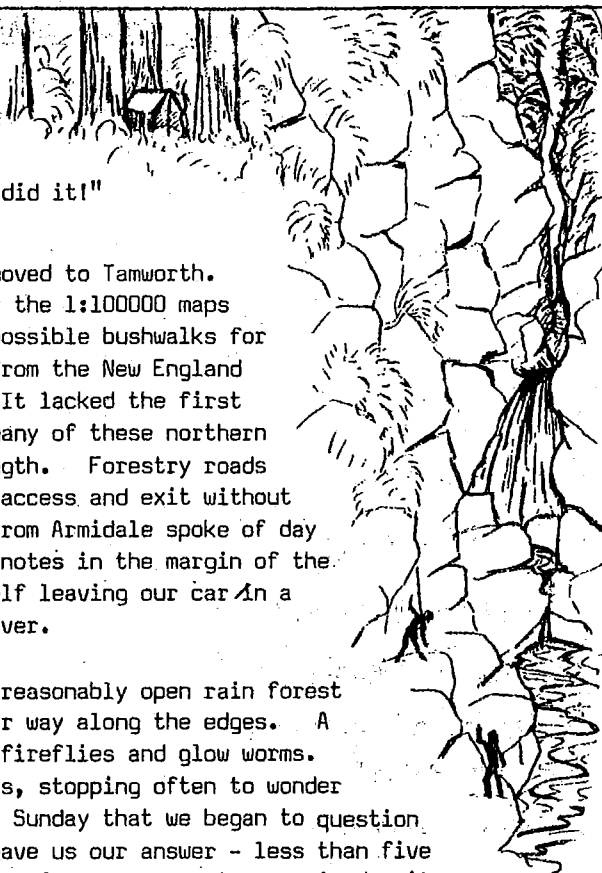 did it!"
oved to Tamworth.
the 1:100000 maps
ossible bushwalks for
rom the New England
It lacked the first
any of these northern
gth. Forestry roads
access and exit without
rom Armidale spoke of day
notes in the margin of the
lf leaving our car in a
ver.
reasonably open rain forest
r way along the edges. A
fireflies and glow worms.
s, stopping often to wonder
Sunday that we began to question
ave us our answer - less than five